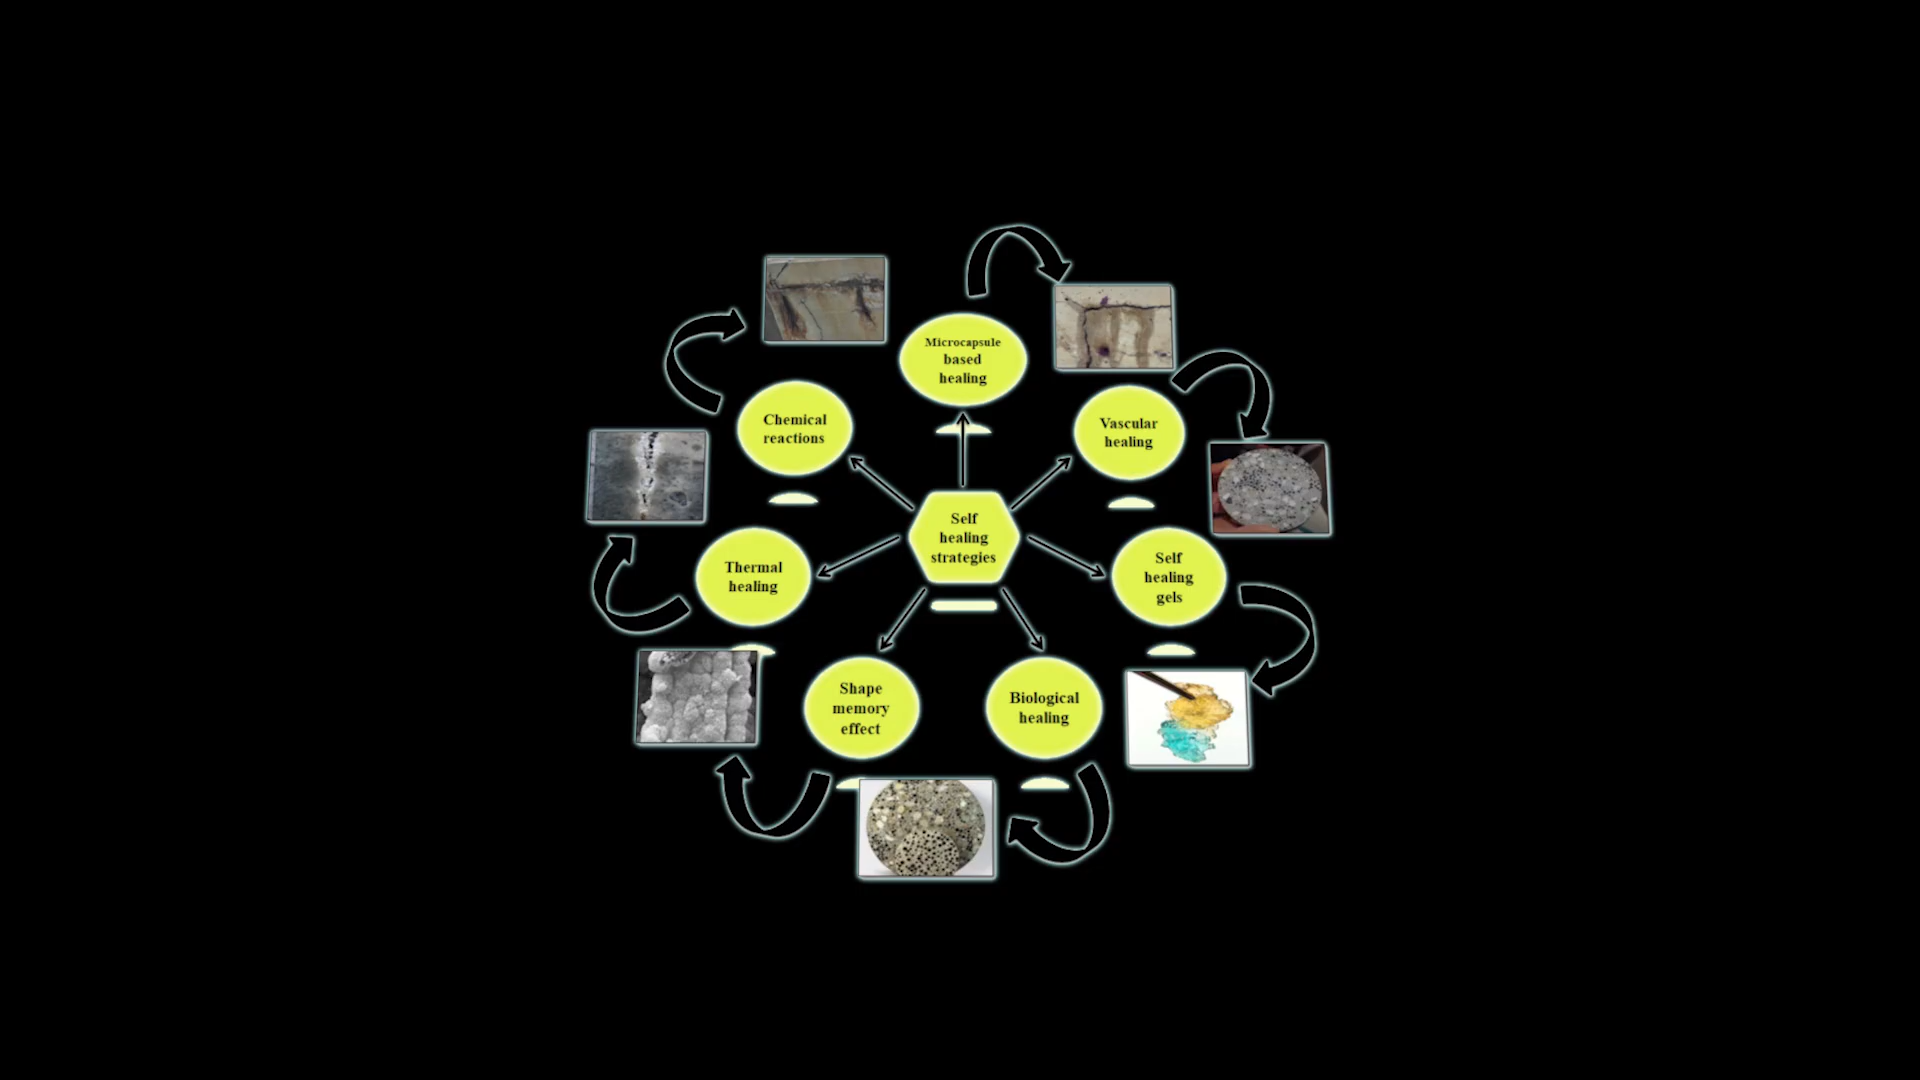 Microcapsule
based
healing
Chemical
reactions
Vascular
healing
Self
healing
strategies
Thermal
healing
Self
healing
gels
Shape
memory
effect
Biological
healing